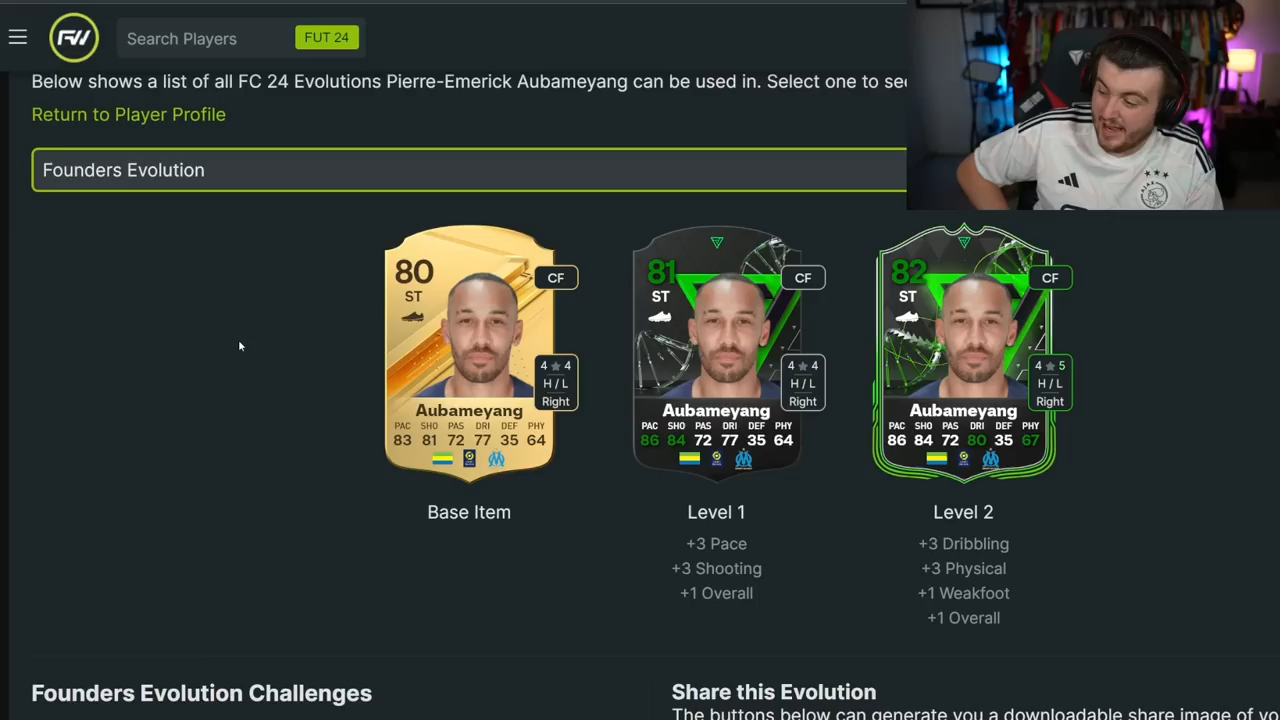 FW
Search Players
FUT 24
Below shows a list of all FC 24 Evolutions Pierre-Emerick Aubameyang can be used in. Select one to see
Return to Player Profile
Founders Evolution
80
ST
CF
4 ★ 4
H / L
Right
Aubameyang
PAC SHO PAS DRI DEF PHY
83 81 72 77 35 64
81
ST
CF
4 ★ 4
H / L
Right
Aubameyang
PAC SHO PAS DRI DEF PHY
86 84 72 77 35 64
82
ST
CF
4 ★ 5
H / L
Right
Aubameyang
PAC SHO PAS DRI DEF PHY
86 84 72 80 35 67
Base Item
Level 1
+3 Pace
+3 Shooting
+1 Overall
Level 2
+3 Dribbling
+3 Physical
+1 Weakfoot
+1 Overall
Founders Evolution Challenges
Share this Evolution
The buttons below can generate you a downloadable share image of yo